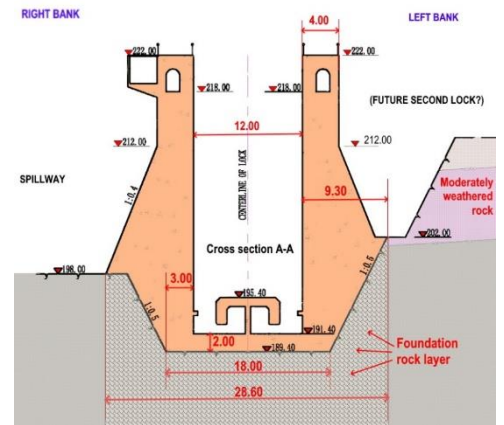 RIGHT BANK
LEFT BANK
4.00
222.00
222.00
218.00
218.00
(FUTURE SECOND LOCK?)
12.00
212.00
212.00
CENTERLINE OF LOCK
SPILLWAY
1:0.4
9.30
Moderately
weathered
rock
Cross section A-A
202.00
198.00
3.00
195.40
1:0.5
1:0.5
191.40
2.00
189.40
Foundation
rock layer
18.00
28.60